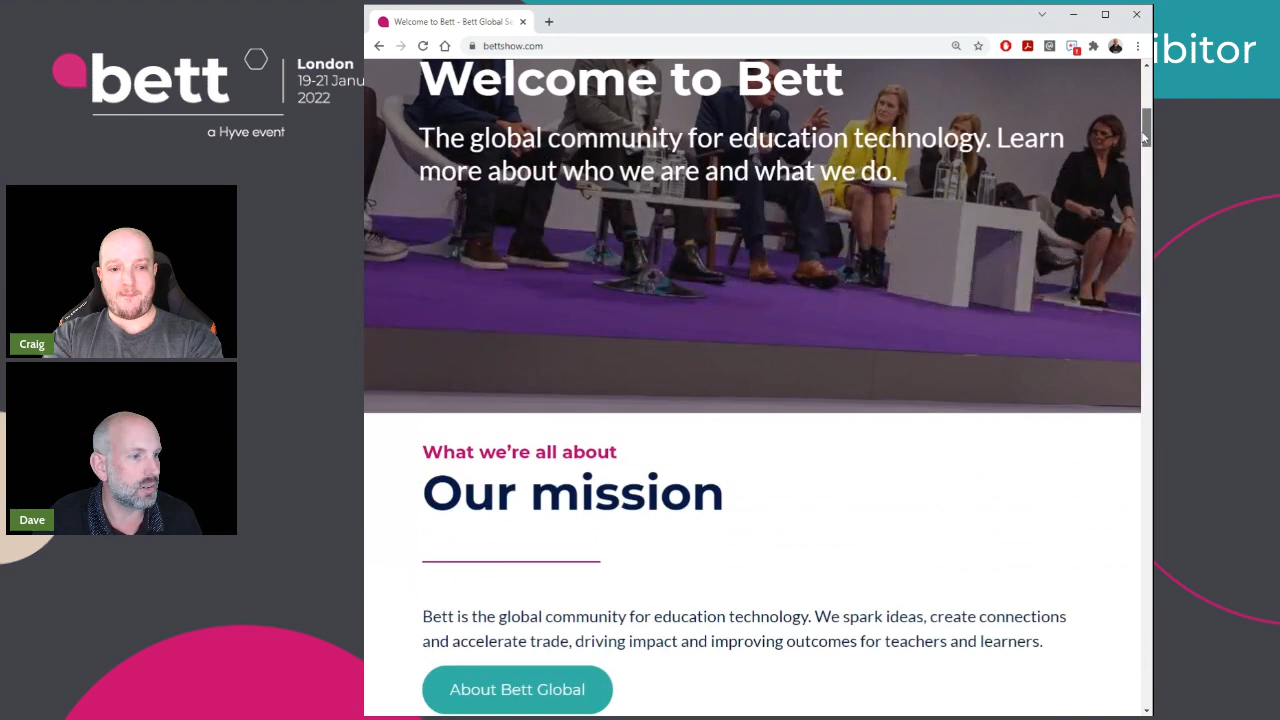 Welcome to Bett - Bett Global Se
bettshow.com
ibitor
bett
London
19-21 Janu
2022
a Hyve event
Welcome to Bett
The global community for education technology. Learn
more about who we are and what we do.
Craig
Dave
What we're all about
Our mission
Bett is the global community for education technology. We spark ideas, create connections
and accelerate trade, driving impact and improving outcomes for teachers and learners.
About Bett Global